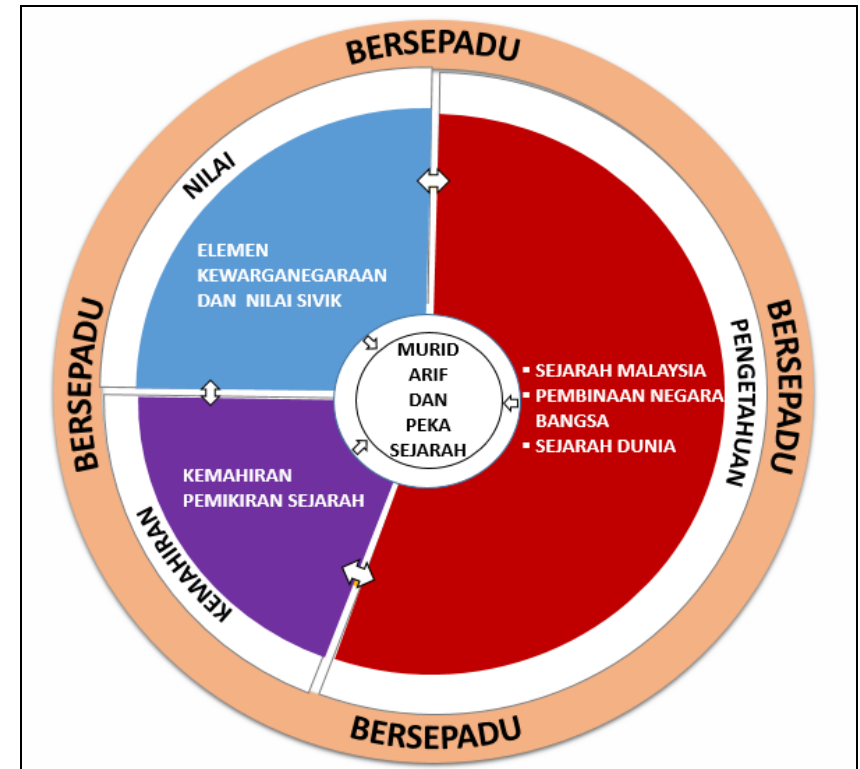 BERSEPADU
NILAI
ELEMEN
KEWARGANEGARAAN
DAN NILAI SIVIK
BERSEPADU
MURID
ARIF
DAN
PEKA
SEJARAH
▪ SEJARAH MALAYSIA
▪ PEMBINAAN NEGARA
BANGSA
▪ SEJARAH DUNIA
PENGETAHUAN
BERSEPADU
KEMAHIRAN
PEMIKIRAN SEJARAH
KEMAHIRAN
BERSEPADU